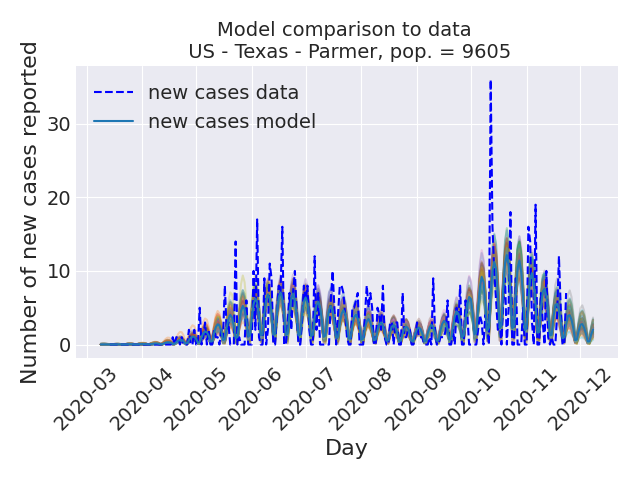 Model comparison to data
US - Texas - Parmer, pop. = 9605
new cases data
new cases model
Number of new cases reported
30
20
10
0
2020-03
2020-04
2020-05
2020-06
2020-07
2020-08
2020-09
2020-10
2020-11
2020-12
Day